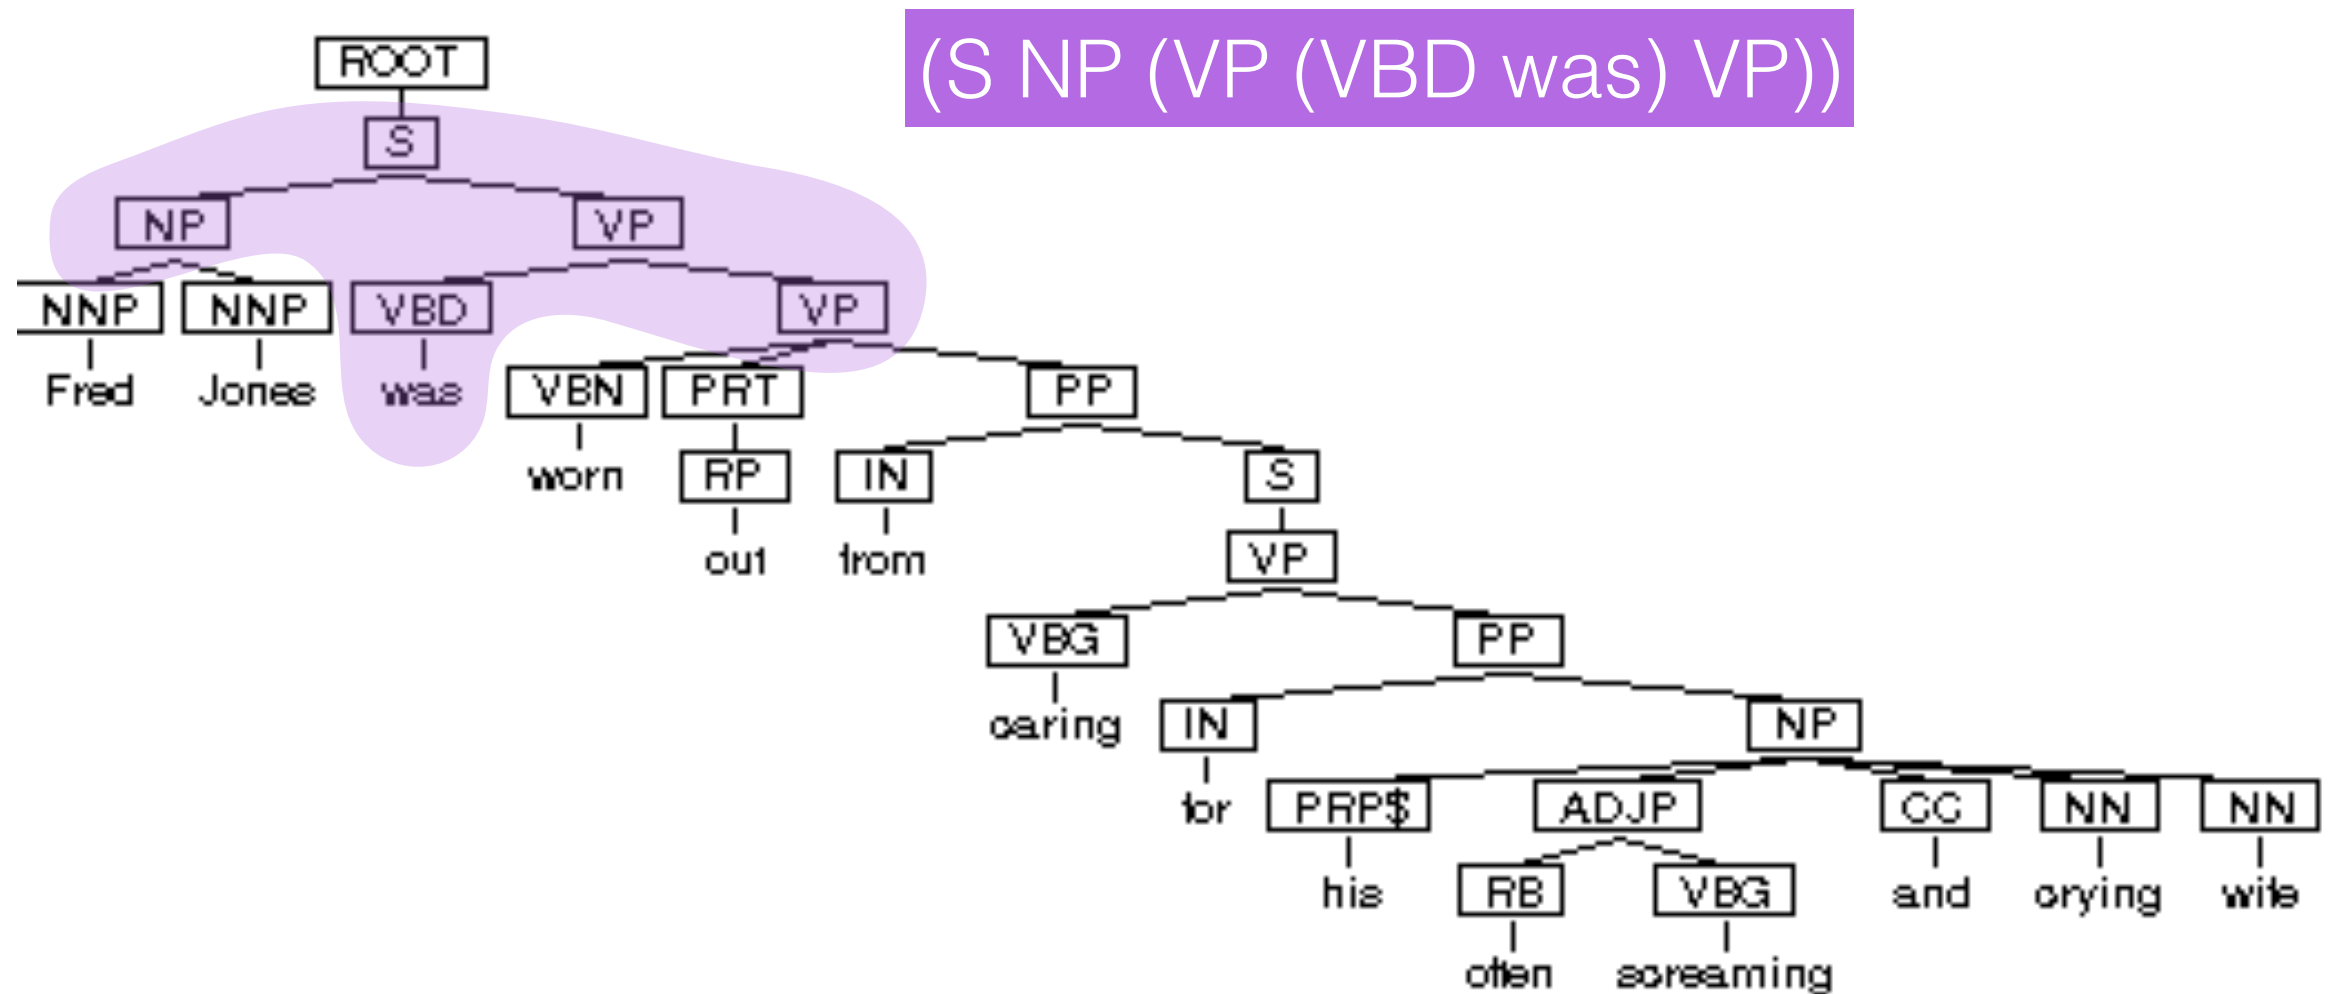 (S NP (VP (VBD was) VP))
ROOT
S
NP VP
NNP NNP VBD VP
Fred Jones was VBN PRT PP
worn RP IN S
out from VP
VBG PP
caring IN NP
for PRP$ ADJP CC NN NN
his RB VBG and crying wife
often screaming